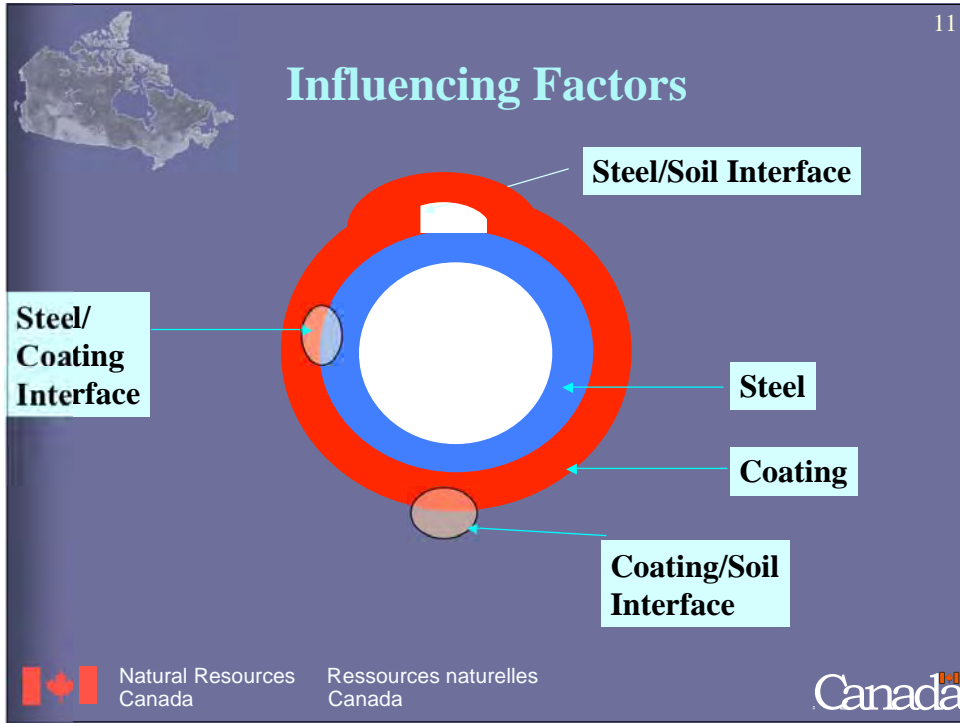 11
Influencing Factors
Steel/Soil Interface
Steel/
Coating
Interface
Steel
Coating
Coating/Soil
Interface
Natural Resources
Canada
Ressources naturelles
Canada
Canada